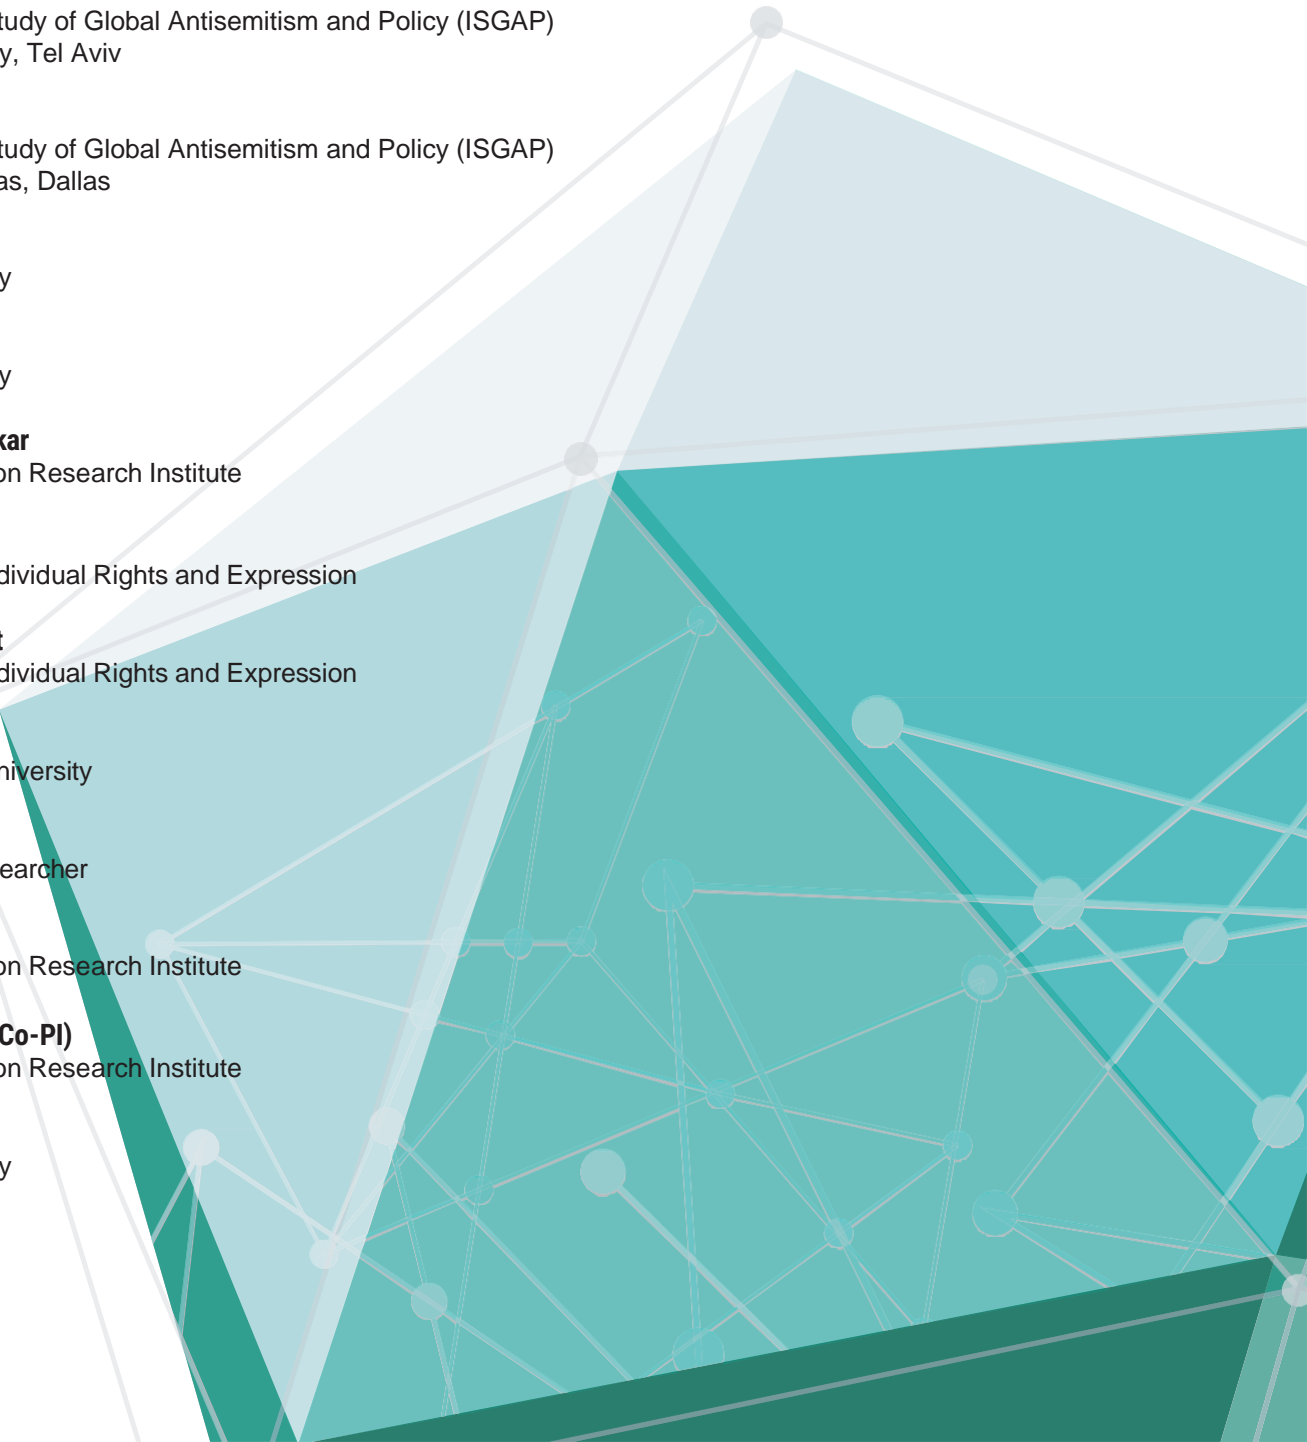 tudy of Global Antisemitism and Policy (ISGAP)
y, Tel Aviv
tudy of Global Antisemitism and Policy (ISGAP)
as, Dallas
y
y
kar
on Research Institute
dividual Rights and Expression
t
dividual Rights and Expression
niversity
earcher
on Research Institute
Co-PI)
on Research Institute
y